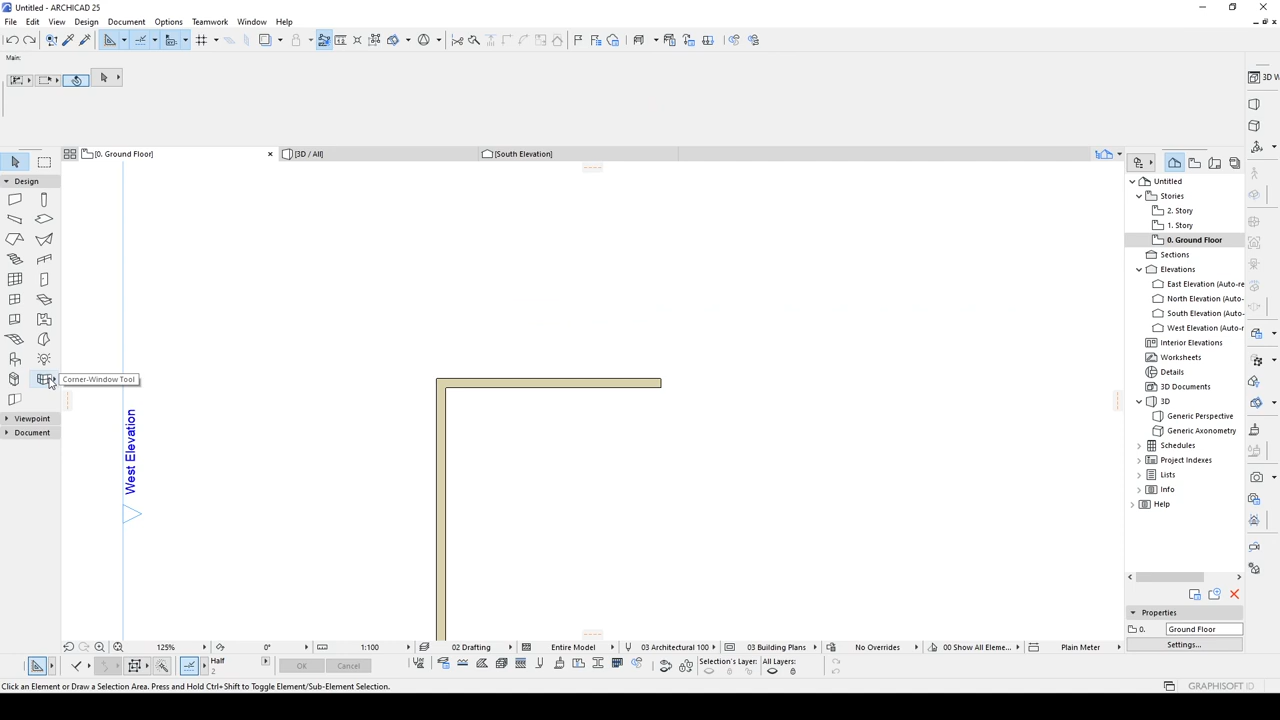 Untitled - ARCHICAD 25
File Edit View Design Document Options Teamwork Window Help
Main:
3D
[0. Ground Floor]
[3D / All]
[South Elevation]
Design
Corner-Window Tool
Viewpoint
Document
West Elevation
Untitled
Stories
2. Story
1. Story
0. Ground Floor
Sections
Elevations
East Elevation (Auto-re
North Elevation (Auto-
South Elevation (Auto-
West Elevation (Auto-r
Interior Elevations
Worksheets
Details
3D Documents
3D
Generic Perspective
Generic Axonometry
Schedules
Project Indexes
Lists
Info
Help
Properties
0.
Ground Floor
Settings...
125%
0°
1:100
02 Drafting
Entire Model
03 Architectural 100
03 Building Plans
No Overrides
00 Show All Eleme...
Plain Meter
Half
2
OK
Cancel
Selection's Layer:
All Layers:
Click an Element or Draw a Selection Area. Press and Hold Ctrl+Shift to Toggle Element/Sub-Element Selection.
GRAPHISOFT ID